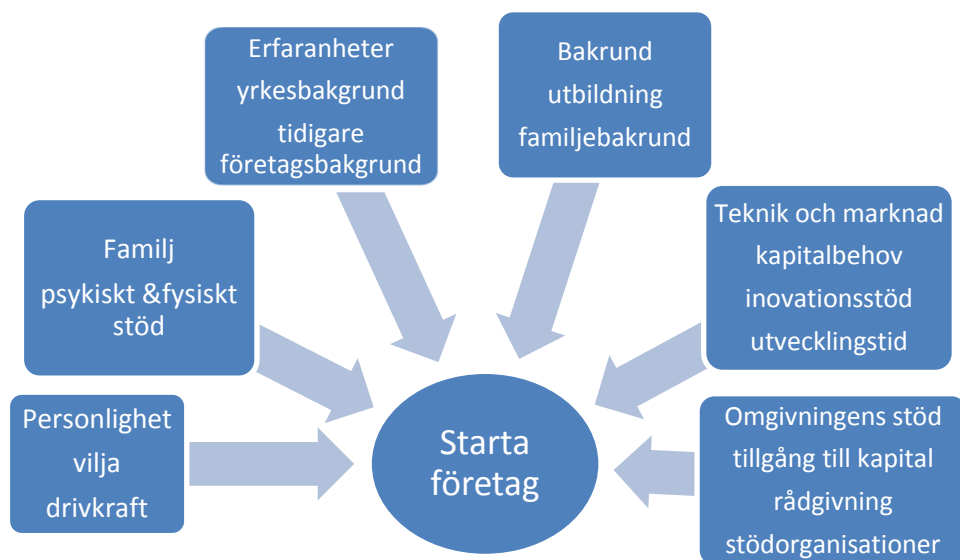 Erfaranheter
yrkesbakgrund
tidigare
företagsbakgrund
Bakrund
utbildning
familjebakrund
Familj
psykiskt &fysiskt
stöd
Teknik och marknad
kapitalbehov
inovationsstöd
utvecklingstid
Personlighet
vilja
drivkraft
Starta
företag
Omgivningens stöd
tillgång till kapital
rådgivning
stödorganisationer